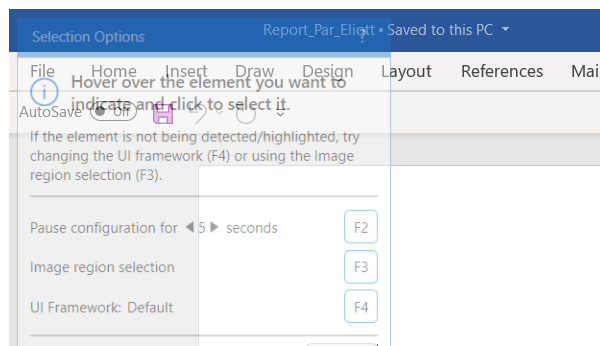 Selection Options
Report_Par_Eliott • Saved to this PC
?
File Home Insert Draw Design Layout References Mai
Hover over the element you want to
indicate and click to select it.
AutoSave Off
If the element is not being detected/highlighted, try
changing the UI framework (F4) or using the Image
region selection (F3).
Pause configuration for 5 seconds F2
Image region selection F3
UI Framework: Default F4